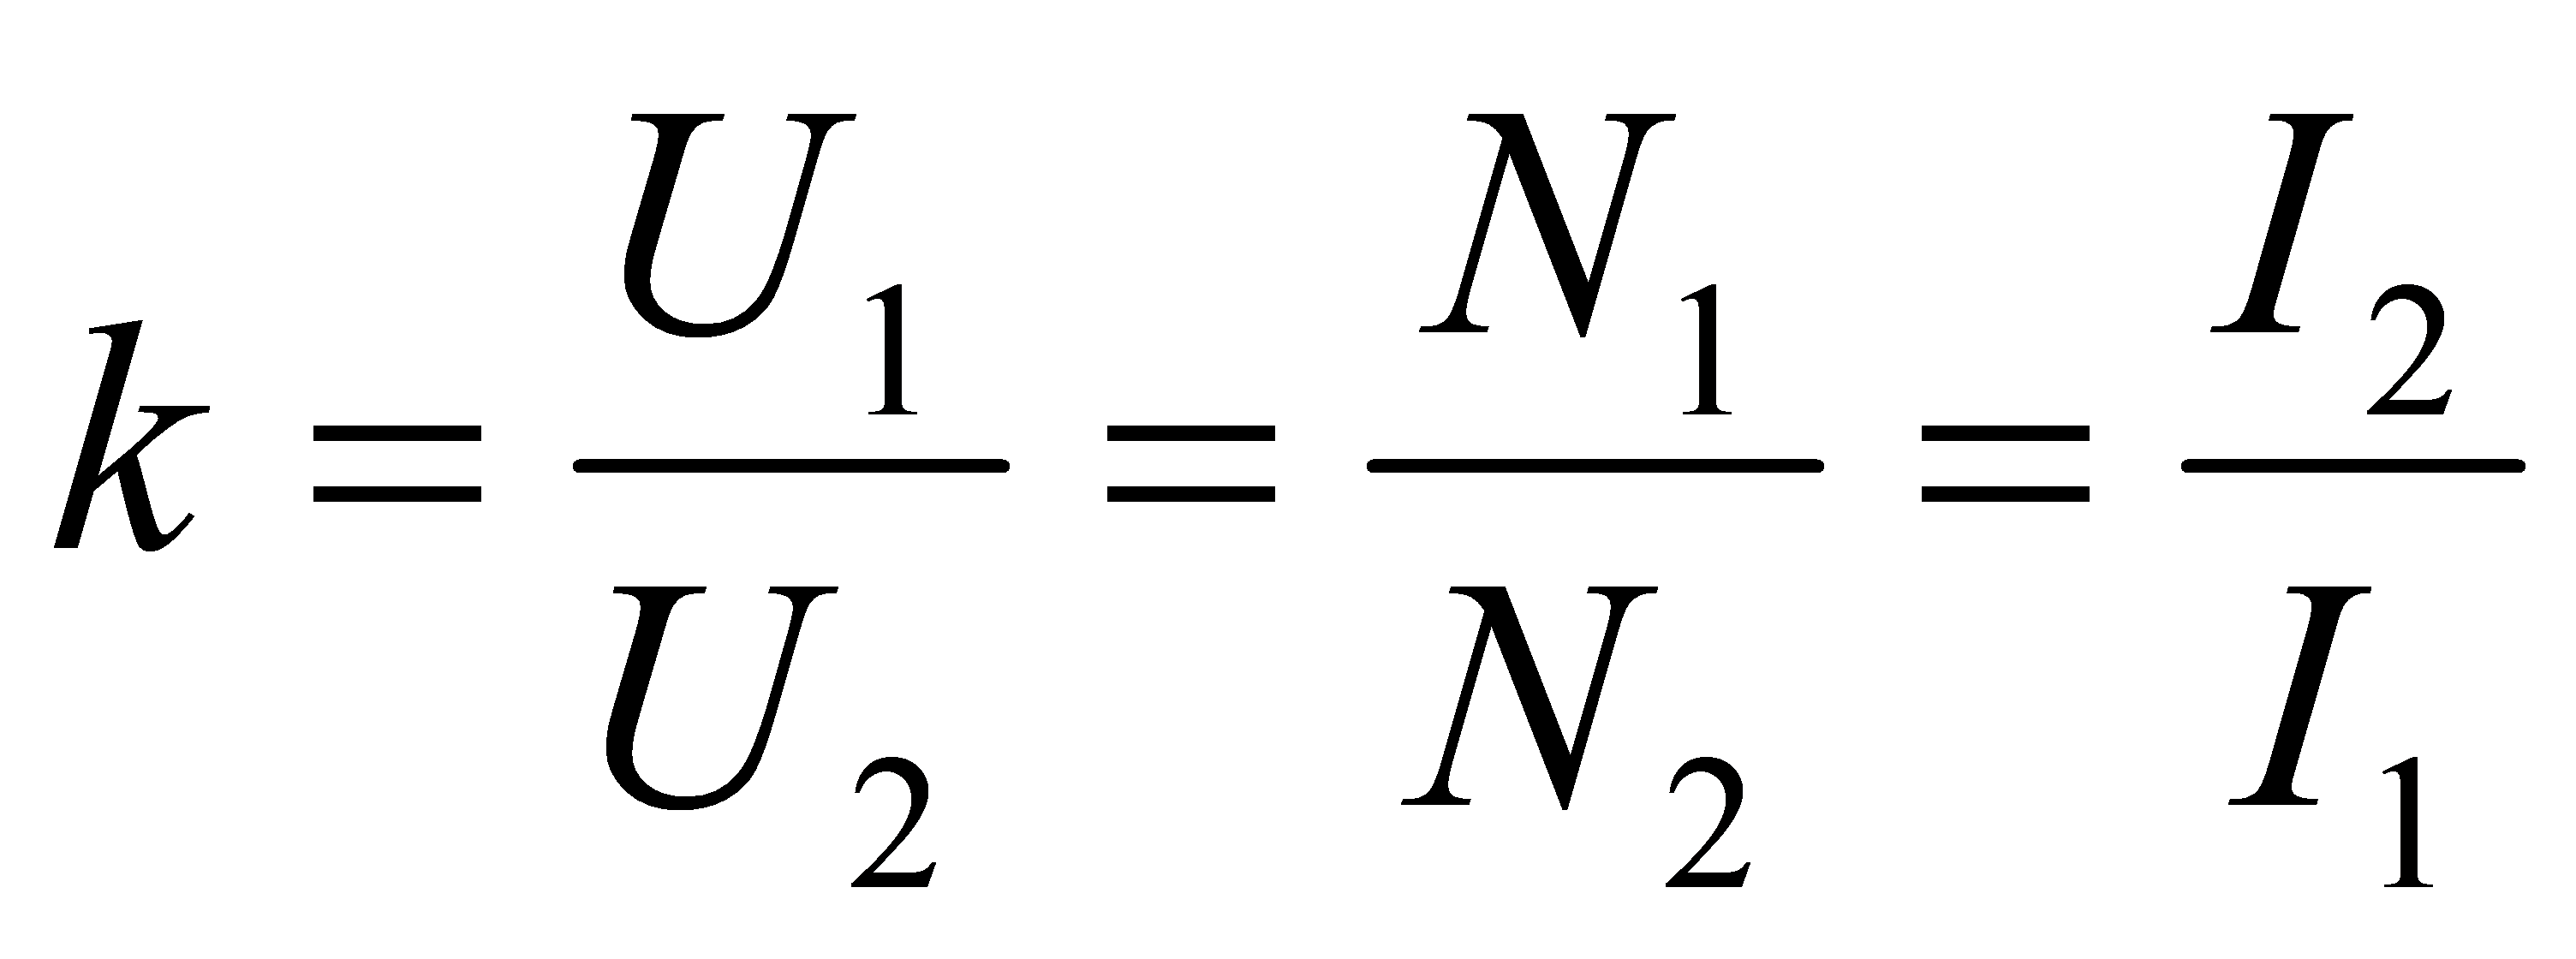 k = U₁/U₂ = N₁/N₂ = I₂/I₁